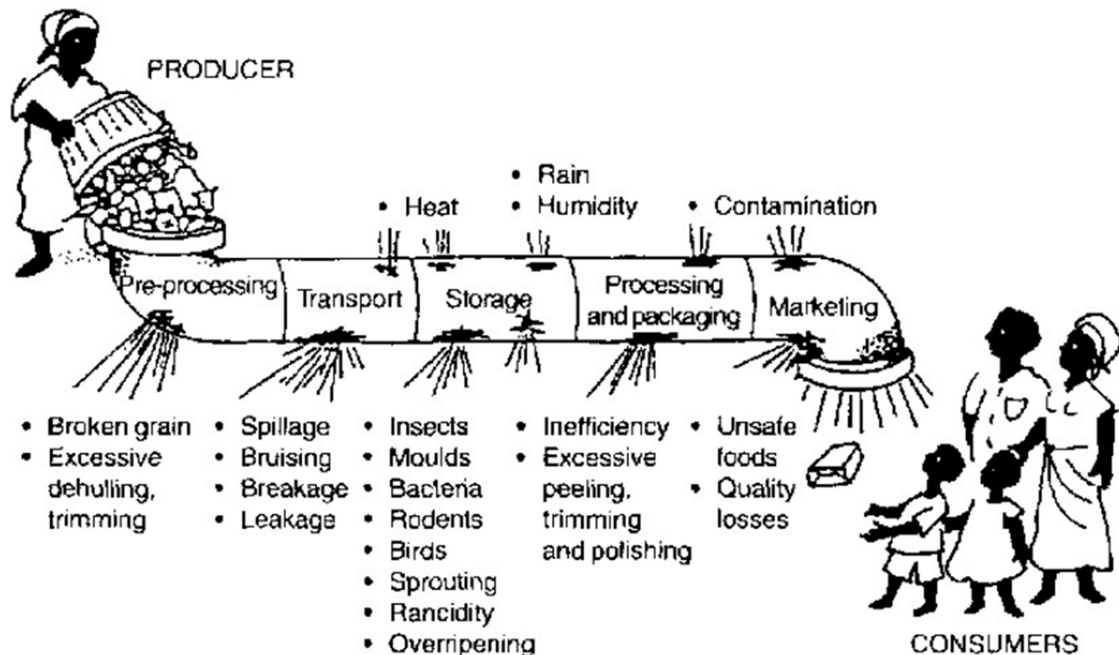 PRODUCER
• Rain
• Heat
• Humidity
• Contamination
Pre-processing
Transport
Storage
Processing
and packaging
Marketing
• Broken grain
• Excessive
dehulling,
trimming
• Spillage
• Bruising
• Breakage
• Leakage
• Insects
• Moulds
• Bacteria
• Rodents
• Birds
• Sprouting
• Rancidity
• Overripening
• Inefficiency
• Excessive
peeling,
trimming
and polishing
• Unsafe
foods
• Quality
losses
CONSUMERS